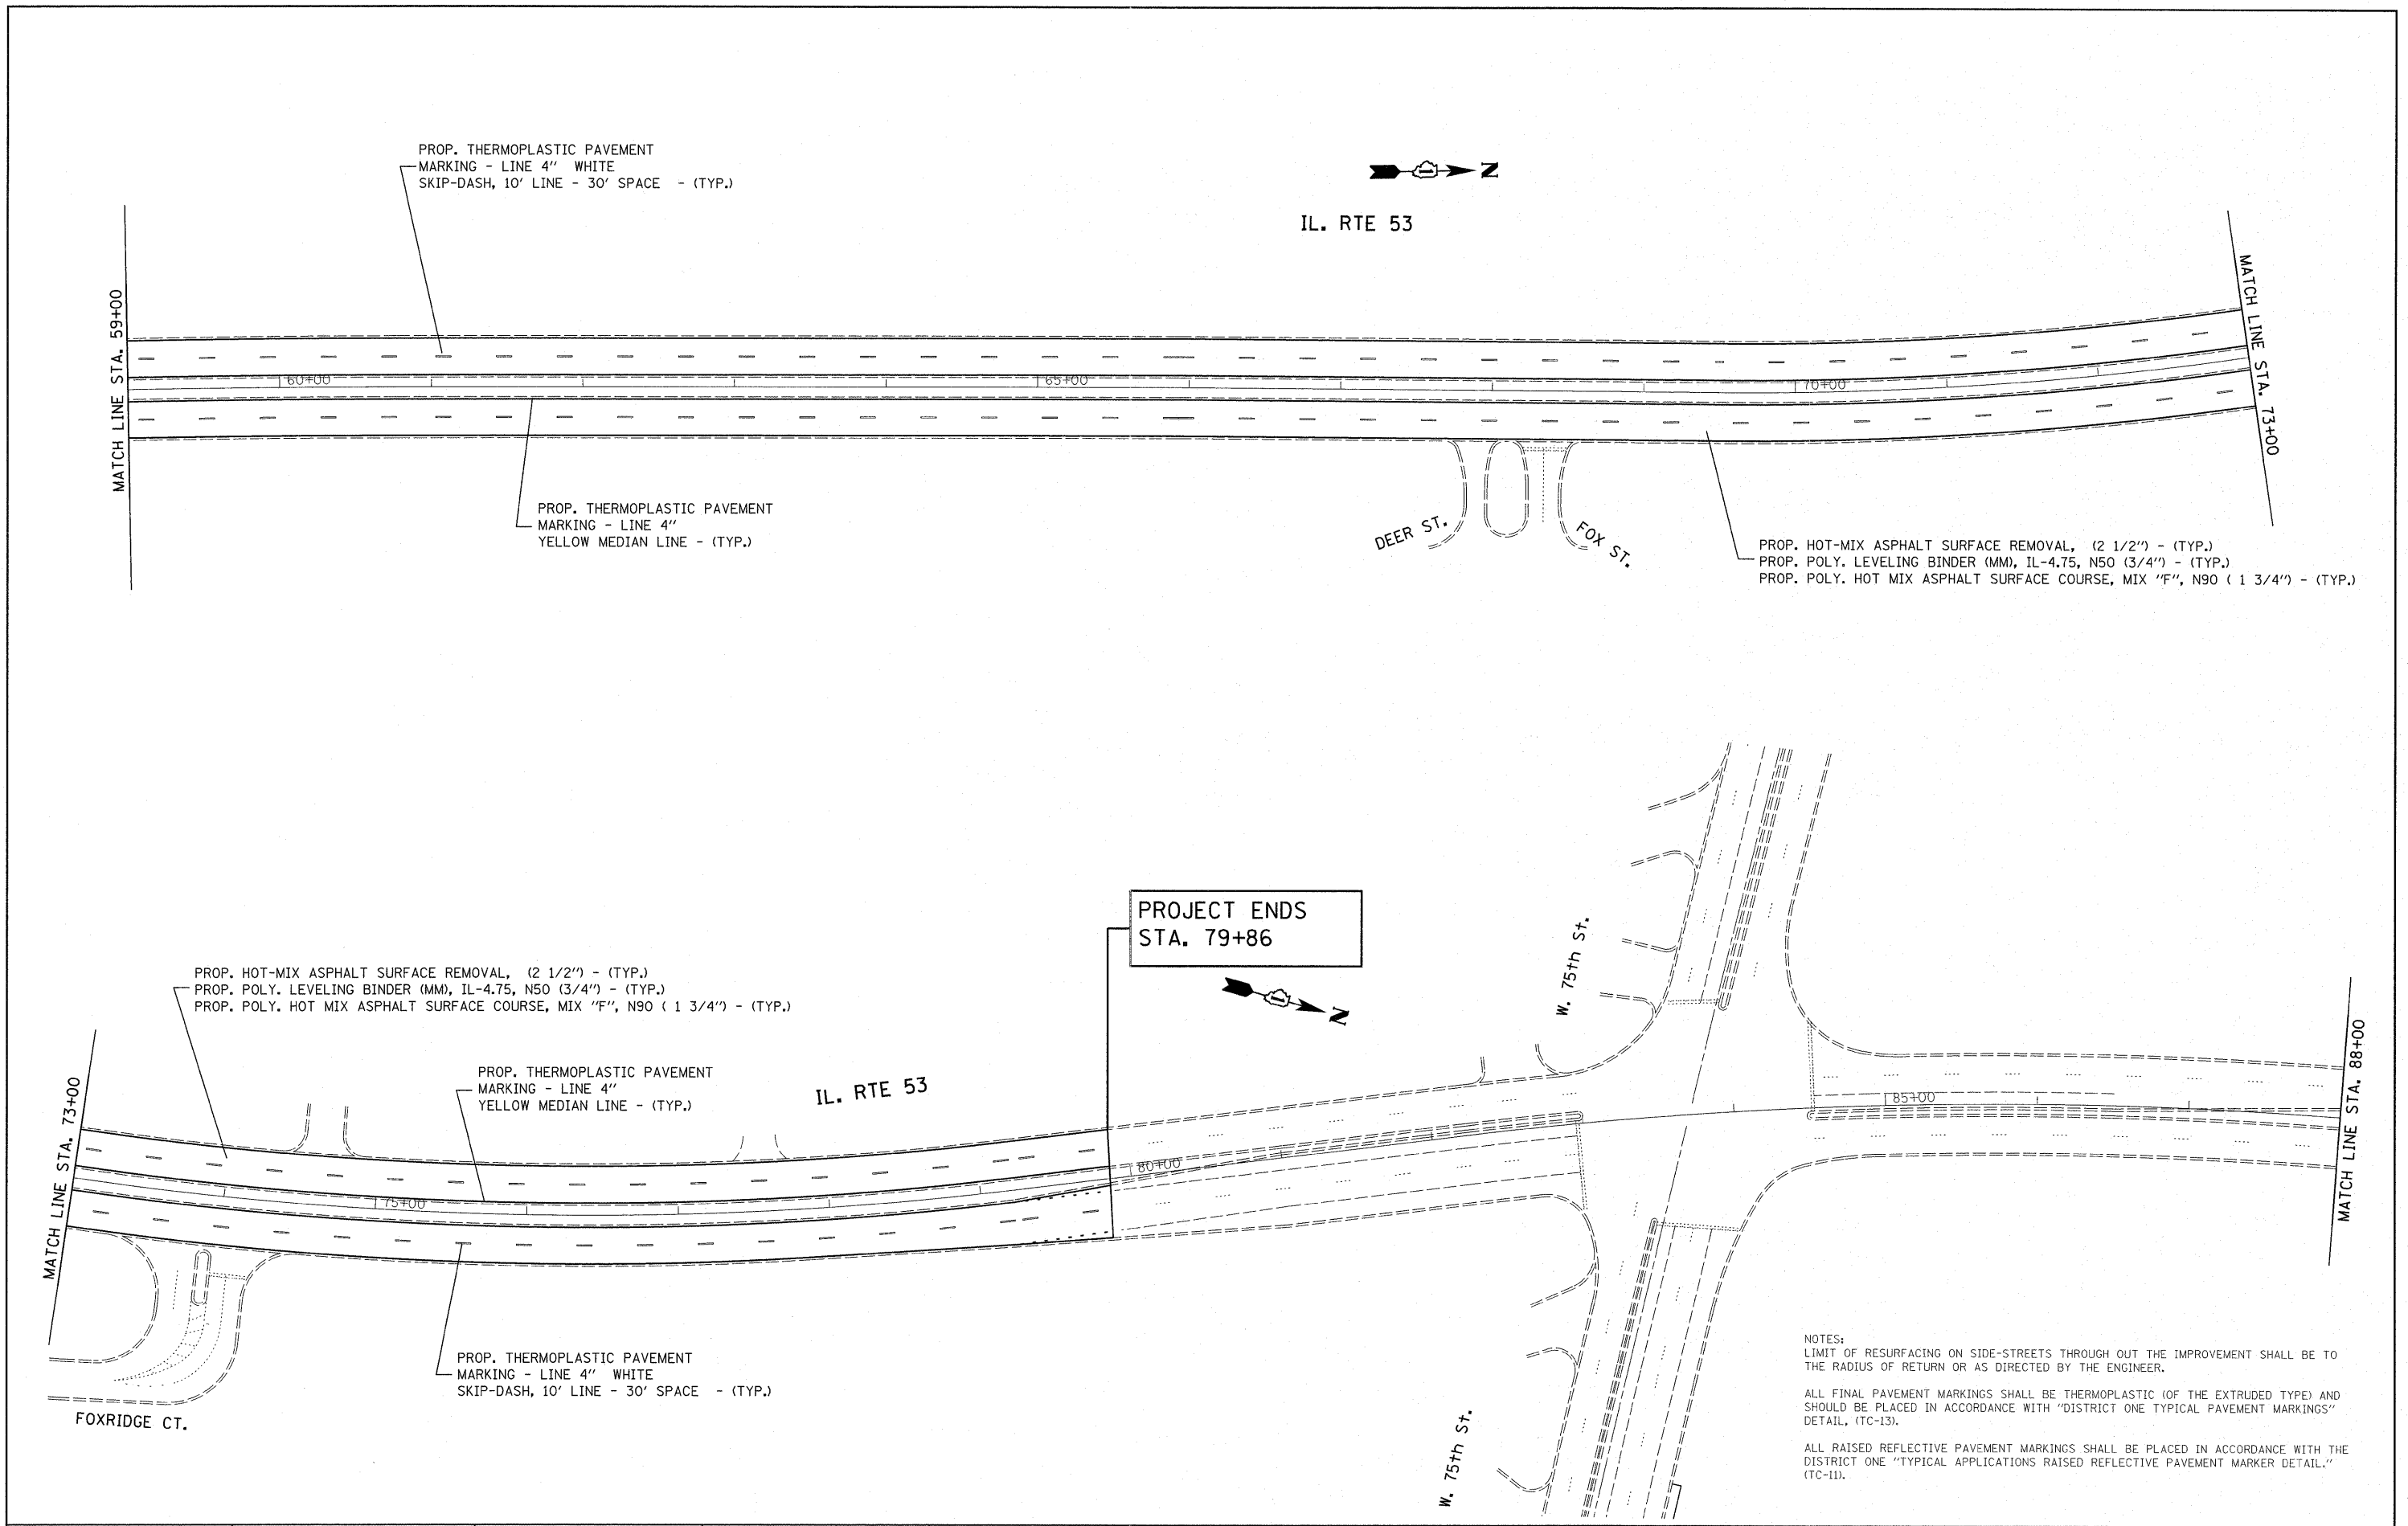 PROP. THERMOPLASTIC PAVEMENT
MARKING - LINE 4" WHITE
SKIP-DASH, 10' LINE - 30' SPACE - (TYP.)
N
IL. RTE 53
MATCH LINE STA. 59+00
60+00
65+00
70+00
MATCH LINE STA. 73+00
PROP. THERMOPLASTIC PAVEMENT
MARKING - LINE 4"
YELLOW MEDIAN LINE - (TYP.)
DEER ST.
FOX ST.
PROP. HOT-MIX ASPHALT SURFACE REMOVAL, (2 1/2") - (TYP.)
PROP. POLY. LEVELING BINDER (MM), IL-4.75, N50 (3/4") - (TYP.)
PROP. POLY. HOT MIX ASPHALT SURFACE COURSE, MIX "F", N90 ( 1 3/4") - (TYP.)
PROJECT ENDS
STA. 79+86
N
W. 75th St.
PROP. HOT-MIX ASPHALT SURFACE REMOVAL, (2 1/2") - (TYP.)
PROP. POLY. LEVELING BINDER (MM), IL-4.75, N50 (3/4") - (TYP.)
PROP. POLY. HOT MIX ASPHALT SURFACE COURSE, MIX "F", N90 ( 1 3/4") - (TYP.)
PROP. THERMOPLASTIC PAVEMENT
MARKING - LINE 4"
YELLOW MEDIAN LINE - (TYP.)
IL. RTE 53
MATCH LINE STA. 73+00
75+00
80+00
85+00
MATCH LINE STA. 88+00
PROP. THERMOPLASTIC PAVEMENT
MARKING - LINE 4" WHITE
SKIP-DASH, 10' LINE - 30' SPACE - (TYP.)
FOXRIDGE CT.
W. 75th St.
NOTES:
LIMIT OF RESURFACING ON SIDE-STREETS THROUGH OUT THE IMPROVEMENT SHALL BE TO
THE RADIUS OF RETURN OR AS DIRECTED BY THE ENGINEER.
ALL FINAL PAVEMENT MARKINGS SHALL BE THERMOPLASTIC (OF THE EXTRUDED TYPE) AND
SHOULD BE PLACED IN ACCORDANCE WITH "DISTRICT ONE TYPICAL PAVEMENT MARKINGS"
DETAIL, (TC-13).
ALL RAISED REFLECTIVE PAVEMENT MARKINGS SHALL BE PLACED IN ACCORDANCE WITH THE
DISTRICT ONE "TYPICAL APPLICATIONS RAISED REFLECTIVE PAVEMENT MARKER DETAIL."
(TC-11).